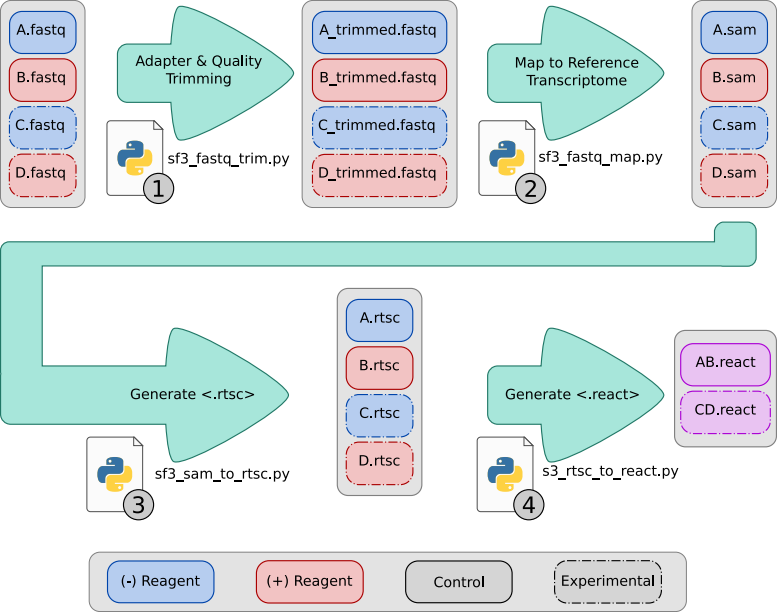 A.fastq
B.fastq
C.fastq
D.fastq
Adapter & Quality
Trimming
sf3_fastq_trim.py
1
A_trimmed.fastq
B_trimmed.fastq
C_trimmed.fastq
D_trimmed.fastq
Map to Reference
Transcriptome
sf3_fastq_map.py
2
A.sam
B.sam
C.sam
D.sam
Generate <.rtsc>
sf3_sam_to_rtsc.py
3
A.rtsc
B.rtsc
C.rtsc
D.rtsc
Generate <.react>
s3_rtsc_to_react.py
4
AB.react
CD.react
(-) Reagent
(+) Reagent
Control
Experimental